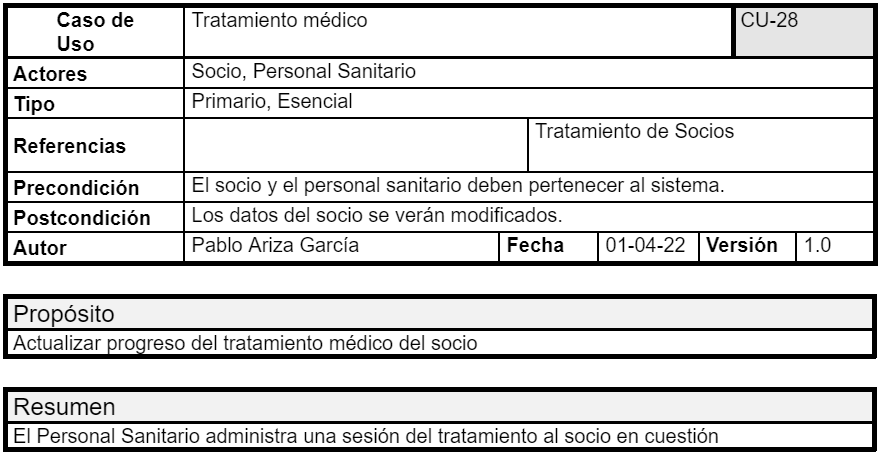 Caso de Uso Tratamiento médico CU-28
Actores Socio, Personal Sanitario
Tipo Primario, Esencial
Referencias Tratamiento de Socios
Precondición El socio y el personal sanitario deben pertenecer al sistema.
Postcondición Los datos del socio se verán modificados.
Autor Pablo Ariza García Fecha 01-04-22 Versión 1.0
Propósito
Actualizar progreso del tratamiento médico del socio
Resumen
El Personal Sanitario administra una sesión del tratamiento al socio en cuestión